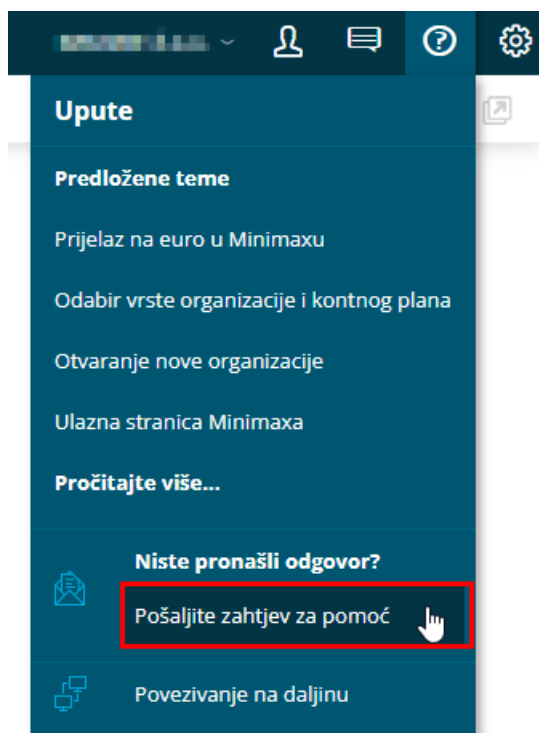 Upute
Predložene teme
Prijelaz na euro u Minimaxu
Odabir vrste organizacije i kontnog plana
Otvaranje nove organizacije
Ulazna stranica Minimaxa
Pročitajte više...
Niste pronašli odgovor?
Pošaljite zahtjev za pomoć
Povezivanje na daljinu